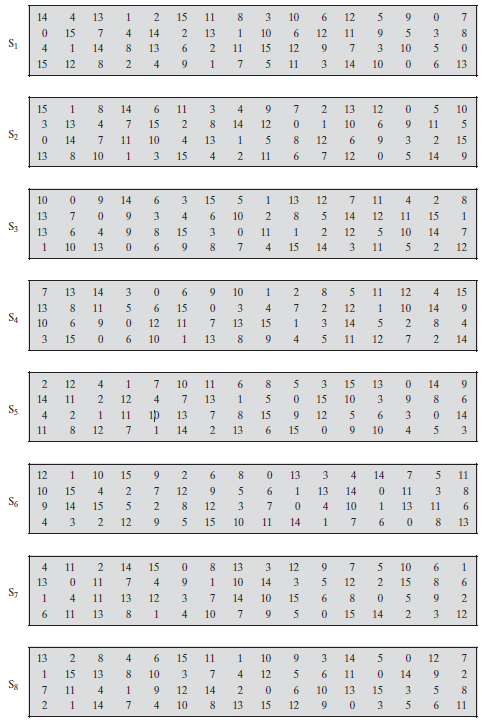 S1
14 4 13 1 2 15 11 8 3 10 6 12 5 9 0 7
0 15 7 4 14 2 13 1 10 6 12 11 9 5 3 8
4 1 14 8 13 6 2 11 15 12 9 7 3 10 5 0
15 12 8 2 4 9 1 7 5 11 3 14 10 0 6 13
S2
15 1 8 14 6 11 3 4 9 7 2 13 12 0 5 10
3 13 4 7 15 2 8 14 12 0 1 10 6 9 11 5
0 14 7 11 10 4 13 1 5 8 12 6 9 3 2 15
13 8 10 1 3 15 4 2 11 6 7 12 0 5 14 9
S3
10 0 9 14 6 3 15 5 1 13 12 7 11 4 2 8
13 7 0 9 3 4 6 10 2 8 5 14 12 11 15 1
13 6 4 9 8 15 3 0 11 1 2 12 5 10 14 7
1 10 13 0 6 9 8 7 4 15 14 3 11 5 2 12
S4
7 13 14 3 0 6 9 10 1 2 8 5 11 12 4 15
13 8 11 5 6 15 0 3 4 7 2 12 1 10 14 9
10 6 9 0 12 11 7 13 15 1 3 14 5 2 8 4
3 15 0 6 10 1 13 8 9 4 5 11 12 7 2 14
S5
2 12 4 1 7 10 11 6 8 5 3 15 13 0 14 9
14 11 2 12 4 7 13 1 5 0 15 10 3 9 8 6
4 2 1 11 10 13 7 8 15 9 12 5 6 3 0 14
11 8 12 7 1 14 2 13 6 15 0 9 10 4 5 3
S6
12 1 10 15 9 2 6 8 0 13 3 4 14 7 5 11
10 15 4 2 7 12 9 5 6 1 13 14 0 11 3 8
9 14 15 5 2 8 12 3 7 0 4 10 1 13 11 6
4 3 2 12 9 5 15 10 11 14 1 7 6 0 8 13
S7
4 11 2 14 15 0 8 13 3 12 9 7 5 10 6 1
13 0 11 7 4 9 1 10 14 3 5 12 2 15 8 6
1 4 11 13 12 3 7 14 10 15 6 8 0 5 9 2
6 11 13 8 1 4 10 7 9 5 0 15 14 2 3 12
S8
13 2 8 4 6 15 11 1 10 9 3 14 5 0 12 7
1 15 13 8 10 3 7 4 12 5 6 11 0 14 9 2
7 11 4 1 9 12 14 2 0 6 10 13 15 3 5 8
2 1 14 7 4 10 8 13 15 12 9 0 3 5 6 11